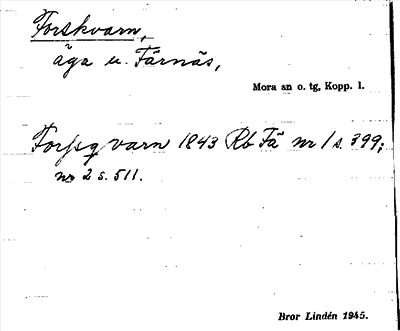 Forskvarn,
äga u. Färnäs,
Mora sn o. tg, Kopp. l.
Forssqvarn 1843 Rb Fä nr 1 s. 399;
nr 2 s. 511.
Bror Lindén 1945.